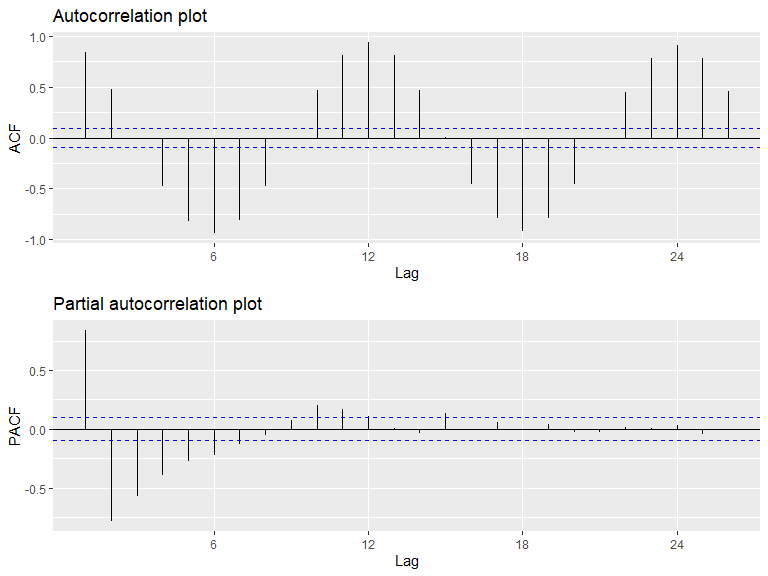 Autocorrelation plot
1.0
0.5
0.0
-0.5
-1.0
ACF
6 12 18 24
Lag
Partial autocorrelation plot
0.5
0.0
-0.5
PACF
6 12 18 24
Lag